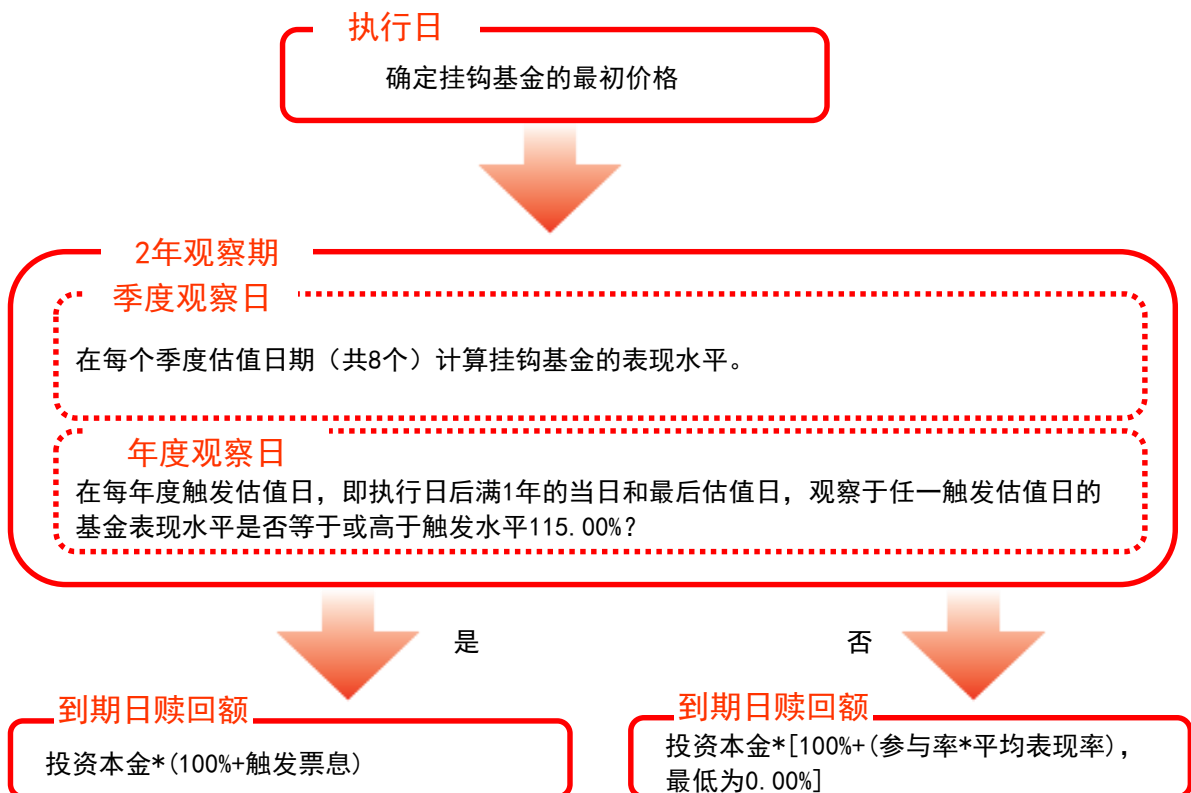 执行日
确定挂钩基金的最初价格
2年观察期
季度观察日
在每个季度估值日期（共8个）计算挂钩基金的表现水平。
年度观察日
在每年度触发估值日，即执行日后满1年的当日和最后估值日，观察于任一触发估值日的
基金表现水平是否等于或高于触发水平115.00%？
是
否
到期日赎回额
投资本金*(100%+触发票息)
到期日赎回额
投资本金*[100%+(参与率*平均表现率)，
最低为0.00%]